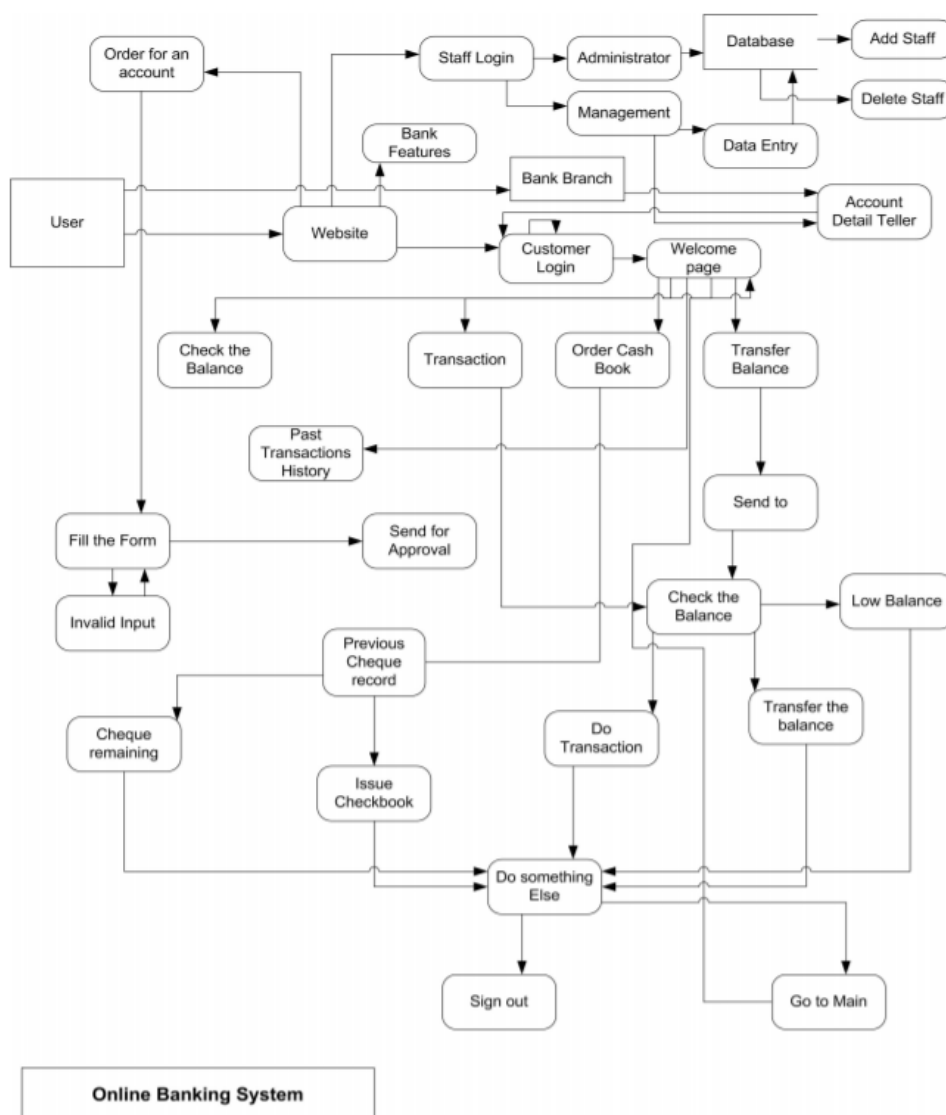 Order for an
account
Staff Login
Administrator
Database
Add Staff
Delete Staff
Management
Data Entry
Bank
Features
Bank Branch
User
Website
Account
Detail Teller
Customer
Login
Welcome
page
Check the
Balance
Transaction
Order Cash
Book
Transfer
Balance
Past
Transactions
History
Send to
Fill the Form
Send for
Approval
Check the
Balance
Low Balance
Invalid Input
Previous
Cheque
record
Transfer the
balance
Cheque
remaining
Do
Transaction
Issue
Checkbook
Do something
Else
Sign out
Go to Main
Online Banking System